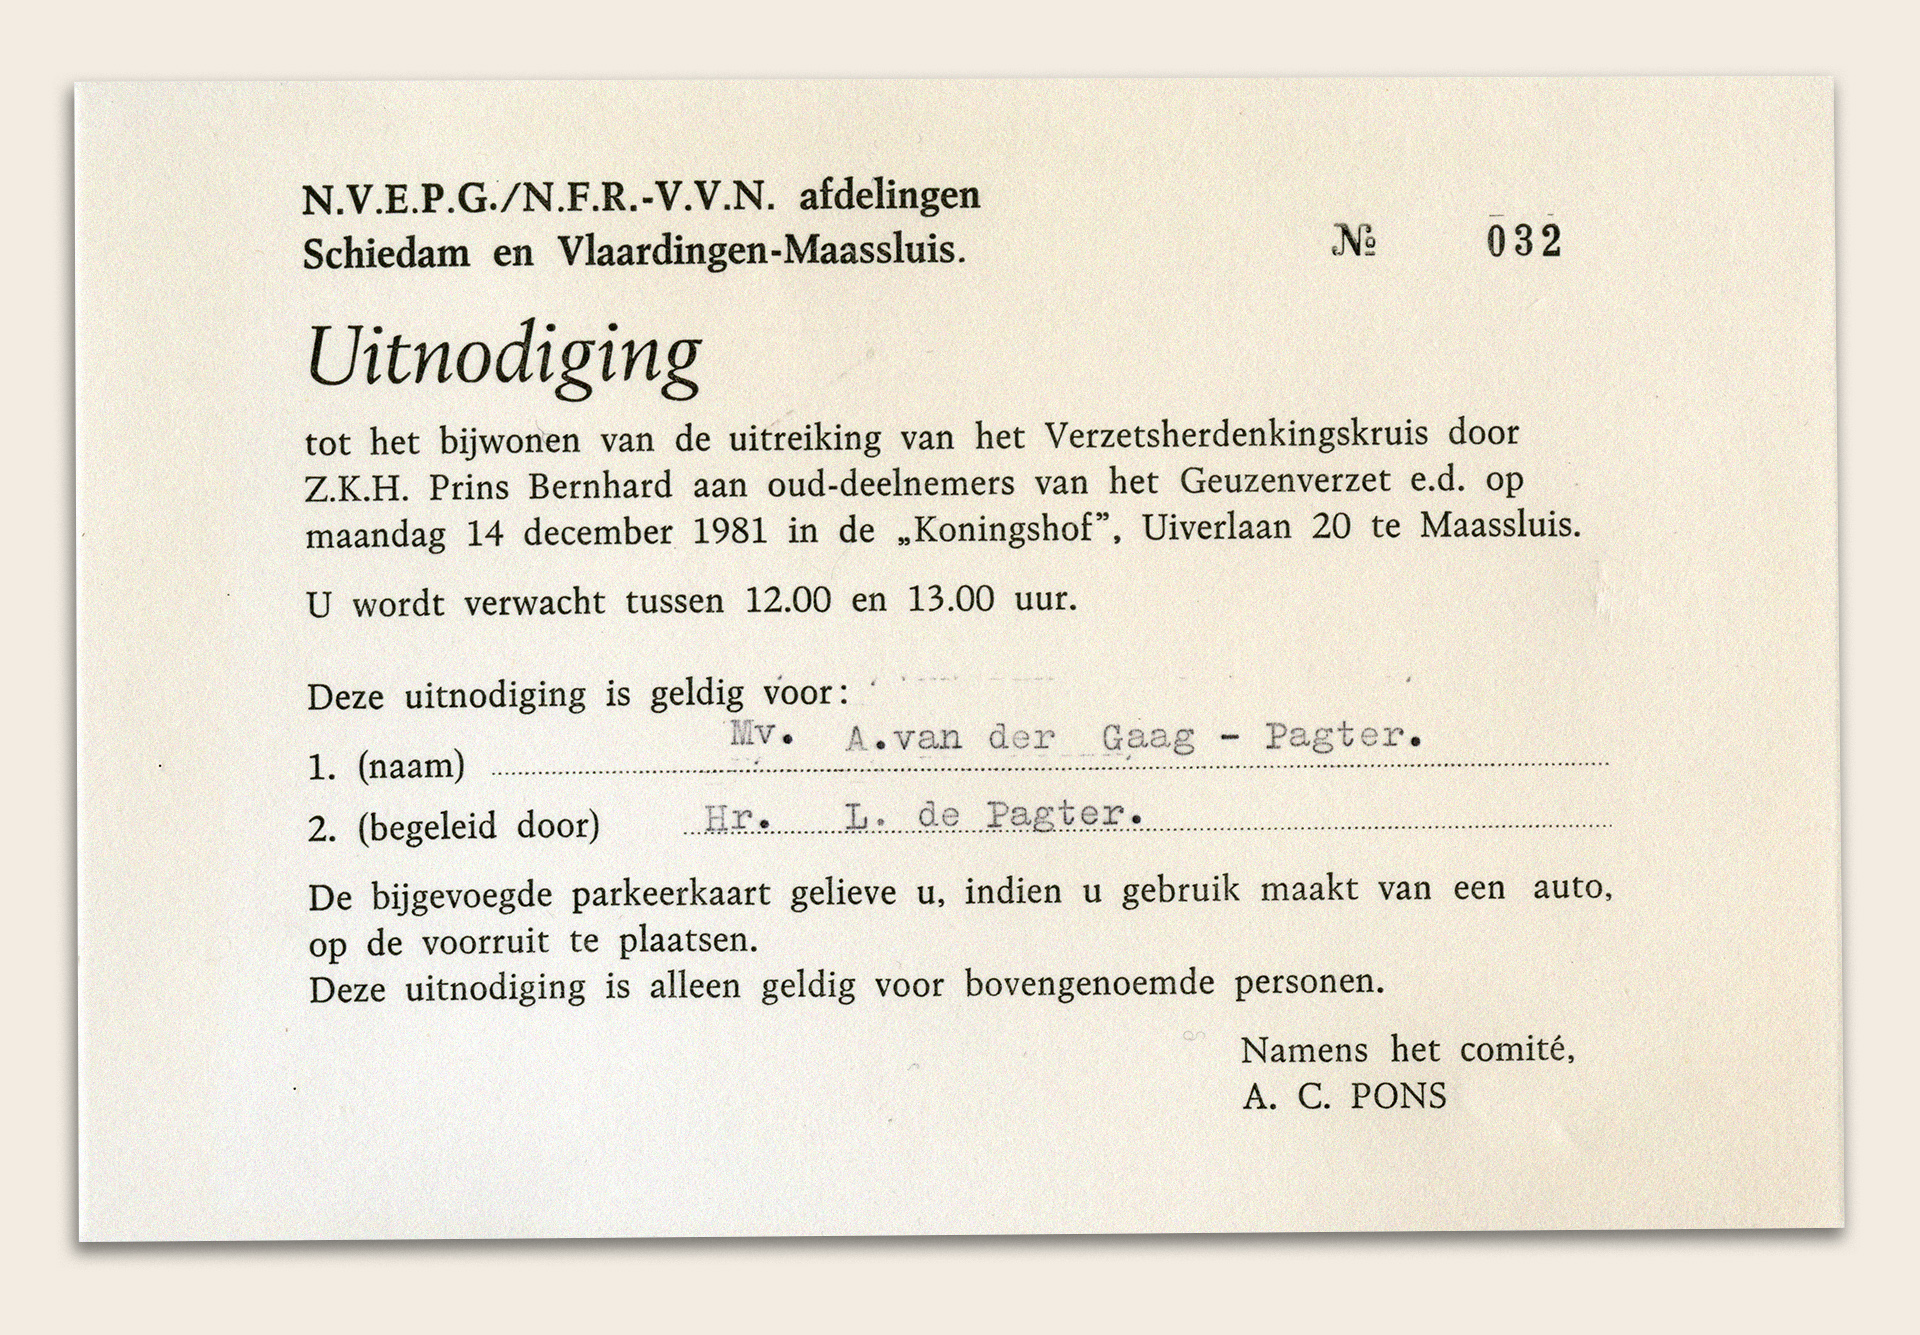 N.V.E.P.G./N.F.R.-V.V.N. afdelingen
Schiedam en Vlaardingen-Maassluis.
№ 032
Uitnodiging
tot het bijwonen van de uitreiking van het Verzetsherdenkingskruis door
Z.K.H. Prins Bernhard aan oud-deelnemers van het Geuzenverzet e.d. op
maandag 14 december 1981 in de „Koningshof”, Uiverlaan 20 te Maassluis.
U wordt verwacht tussen 12.00 en 13.00 uur.
Deze uitnodiging is geldig voor:
1. (naam) Mv. A.van der Gaag - Pagter.
2. (begeleid door) Hr. L. de Pagter.
De bijgevoegde parkeerkaart gelieve u, indien u gebruik maakt van een auto,
op de voorruit te plaatsen.
Deze uitnodiging is alleen geldig voor bovengenoemde personen.
Namens het comité,
A. C. PONS